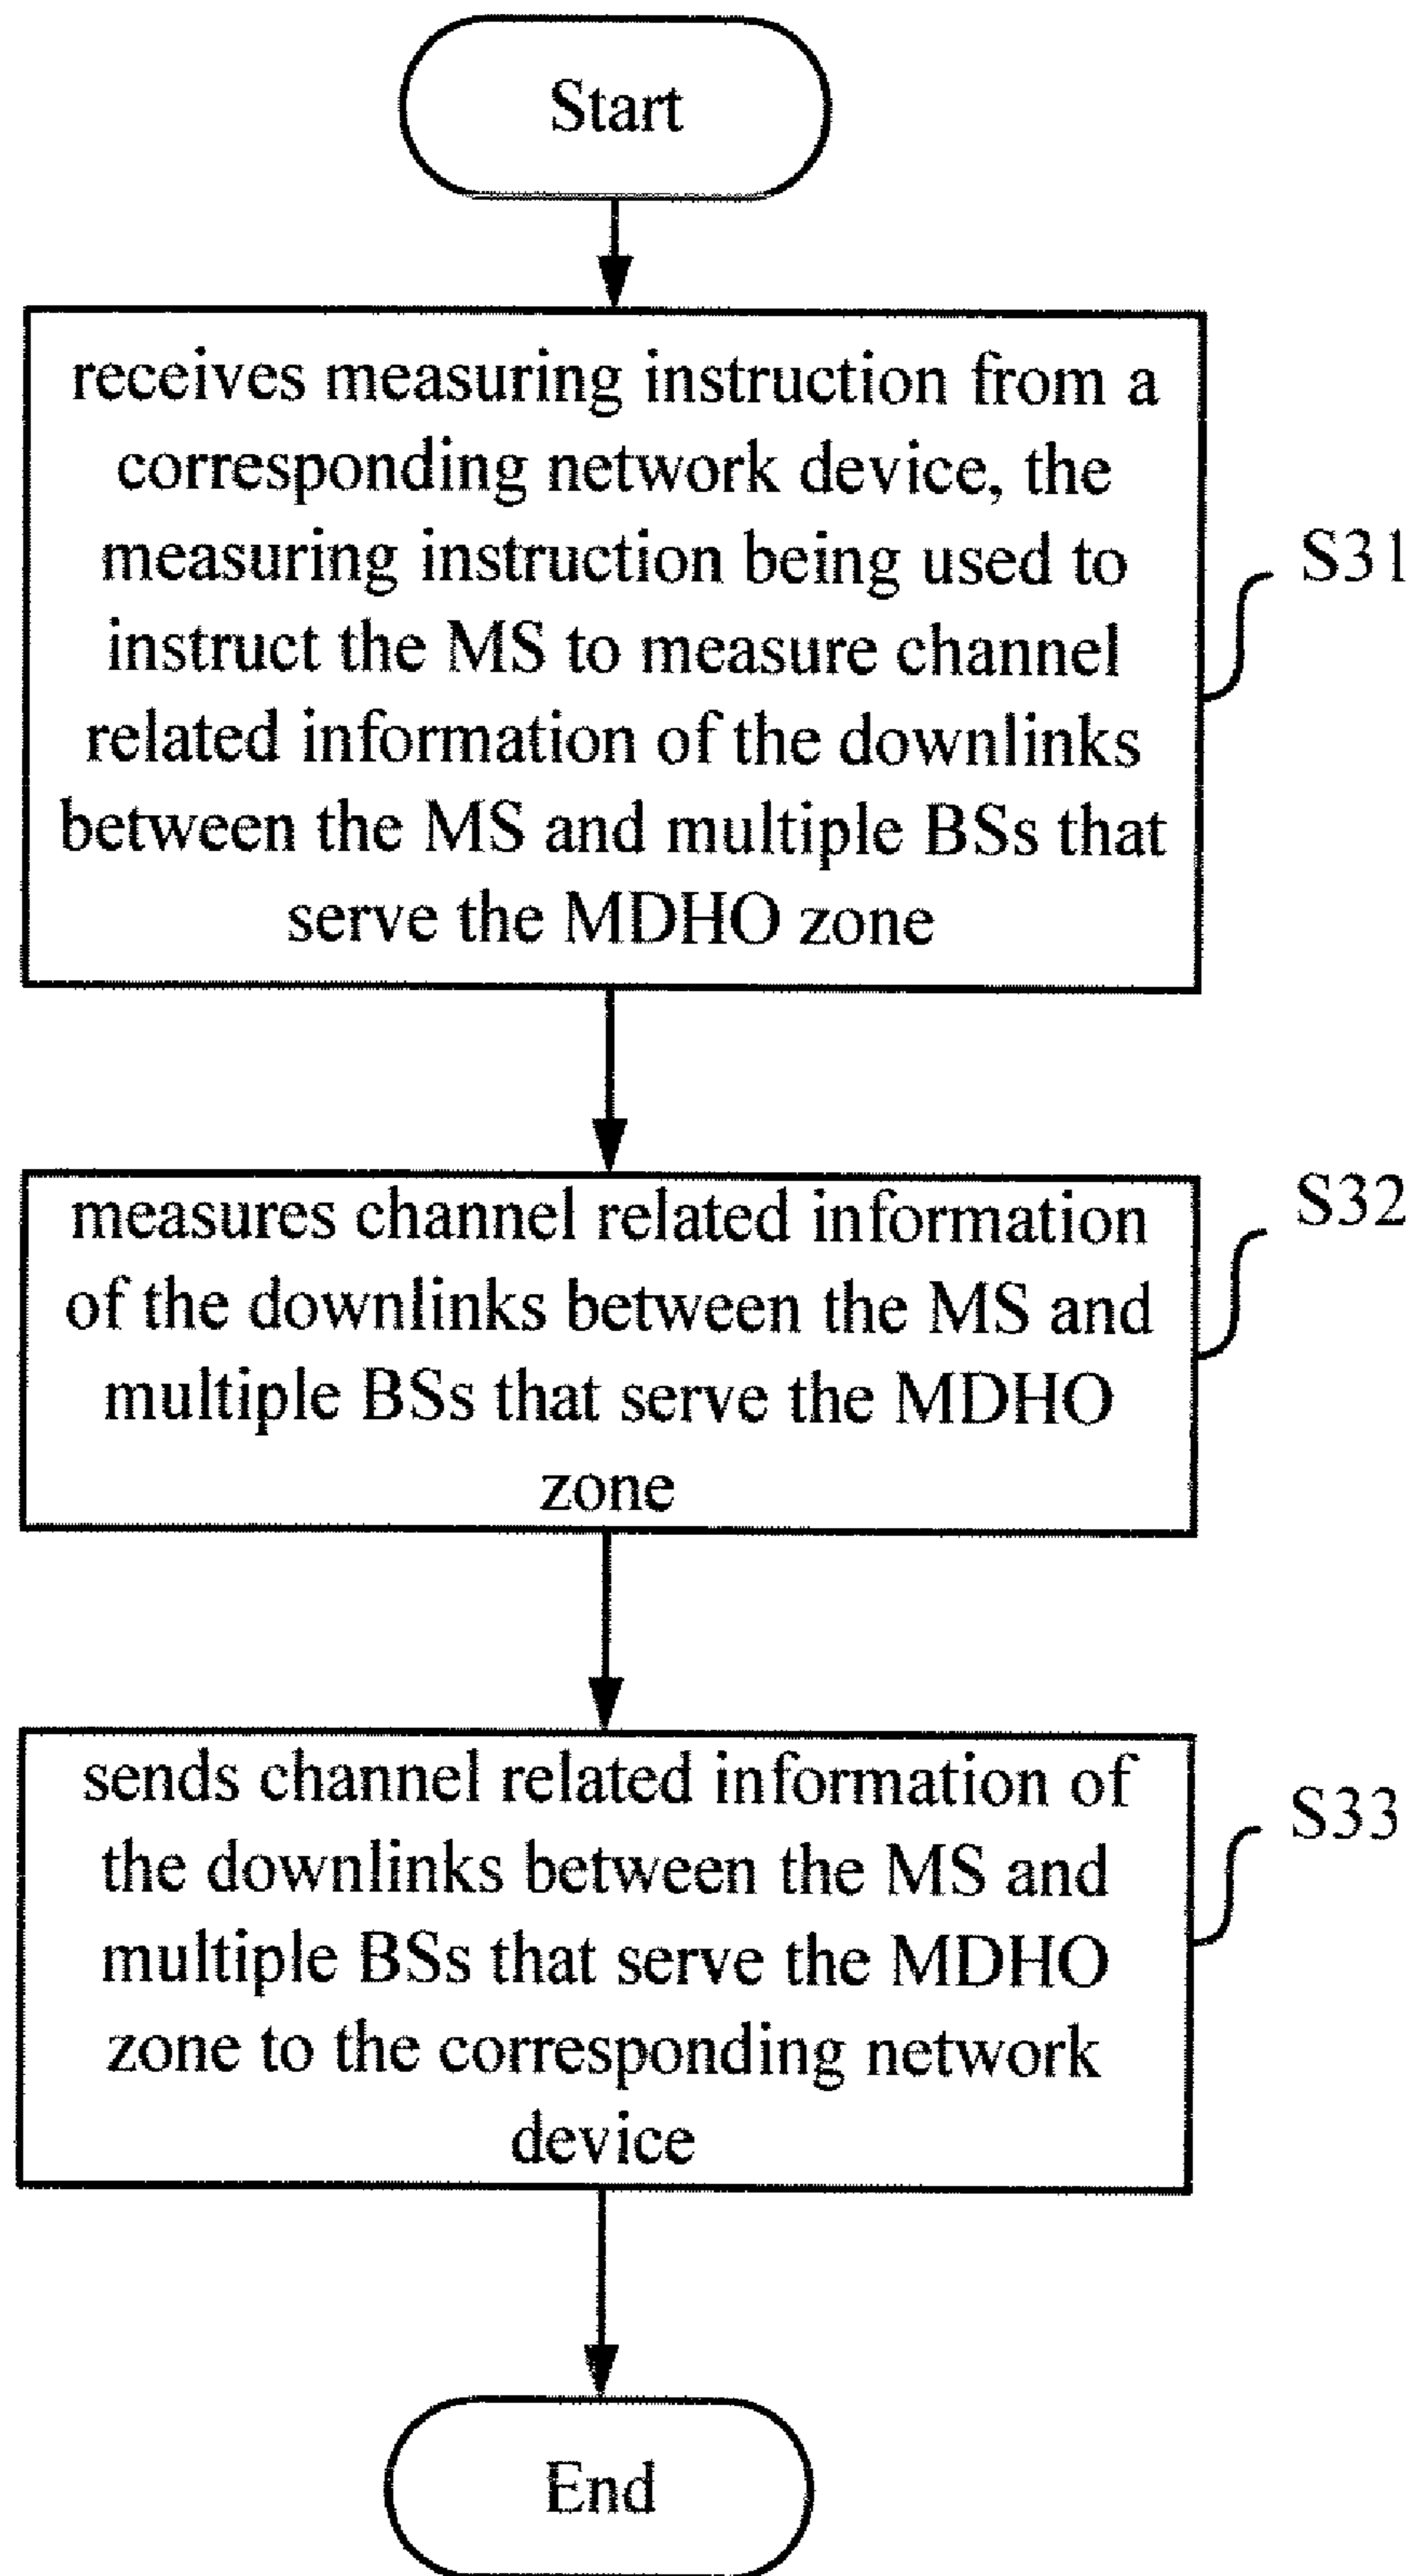 Start
receives measuring instruction from a
corresponding network device, the
measuring instruction being used to
instruct the MS to measure channel
related information of the downlinks
between the MS and multiple BSs that
serve the MDHO zone
S31
measures channel related information
of the downlinks between the MS and
multiple BSs that serve the MDHO
zone
S32
sends channel related information of
the downlinks between the MS and
multiple BSs that serve the MDHO
zone to the corresponding network
device
S33
End